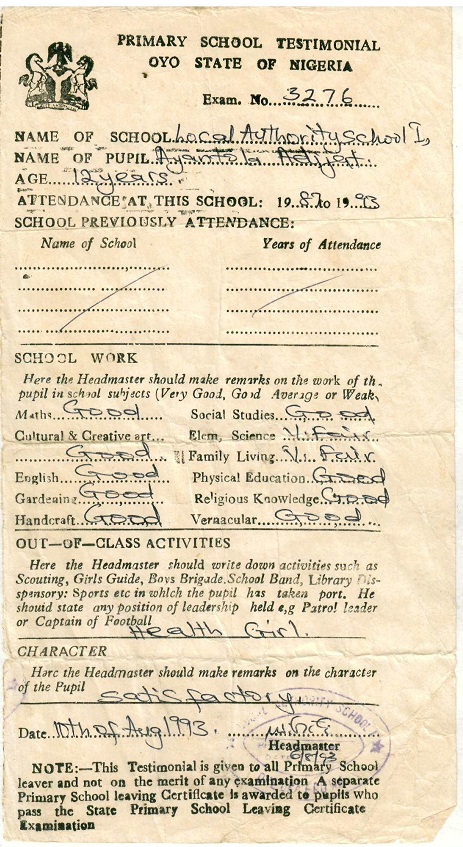 PRIMARY SCHOOL TESTIMONIAL
OYO STATE OF NIGERIA
Exam. No...3276
NAME OF SCHOOL Local Authority School I,
NAME OF PUPIL Ayantola
AGE 12 years.
ATTENDANCE AT THIS SCHOOL: 1987 to 1993
SCHOOL PREVIOUSLY ATTENDANCE:
Name of School Years of Attendance
SCHOOL WORK
Here the Headmaster should make remarks on the work of th.
pupil in school subjects (Very Good, Good Average or Weak,
Maths Good Social Studies Good
Cultural & Creative art... Elem, Science V. Fair
Good Family Living V. Fair
English Good Physical Education Good
Gardening Good Religious Knowledge Good
Handcraft Good Vernacular Good
OUT—OF—CLASS ACTIVITIES
Here the Headmaster should write down activities such as
Scouting, Girls Guide, Boys Brigade, School Band, Library Dis-
pensory: Sports etc in which the pupil has taken port. He
should state any position of leadership held e,g Patrol leader
or Captain of Football
Health Girl.
CHARACTER
Here the Headmaster should make remarks on the character
of the Pupil
Satisfactory
Date 10th of Aug 1993.
Headmaster
NOTE:—This Testimonial is given to all Primary School
leaver and not on the merit of any examination A separate
Primary School leaving Certificate is awarded to pupils who
pass the State Primary School Leaving Certificate
Examination